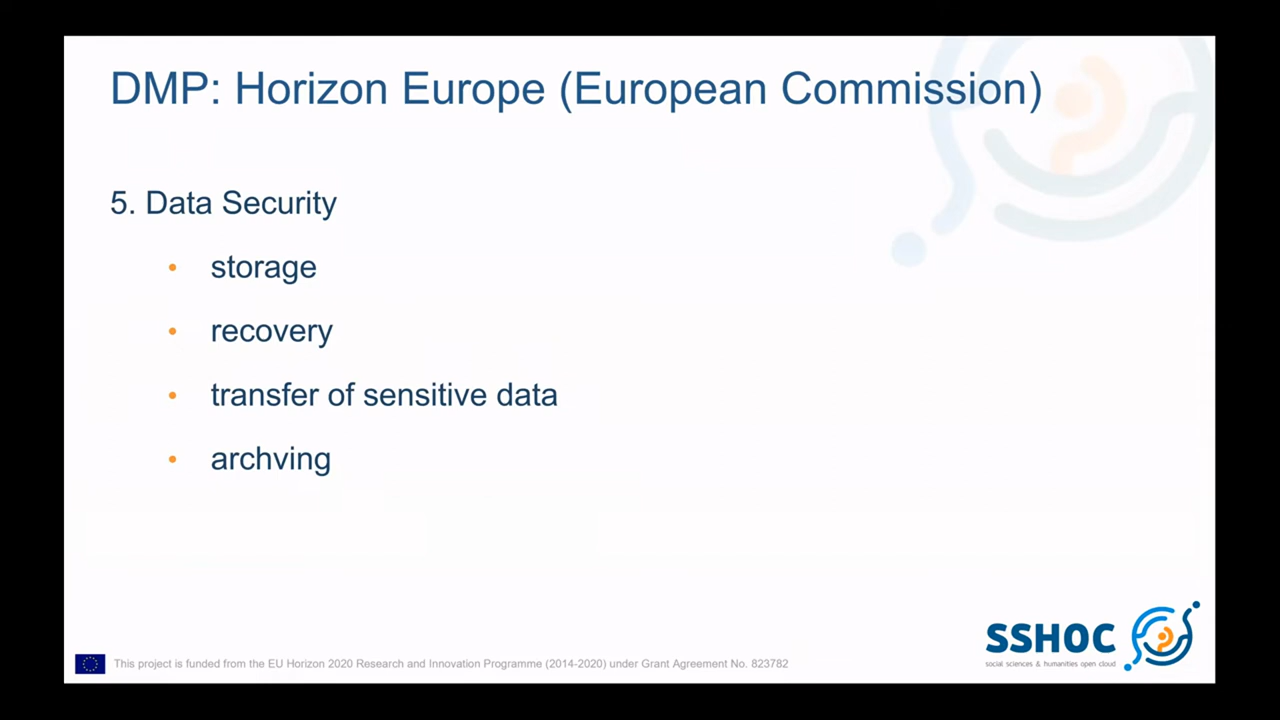 DMP: Horizon Europe (European Commission)
5. Data Security
• storage
• recovery
• transfer of sensitive data
• archving
SSHOC
social sciences & humanities open cloud
This project is funded from the EU Horizon 2020 Research and Innovation Programme (2014-2020) under Grant Agreement No. 823782